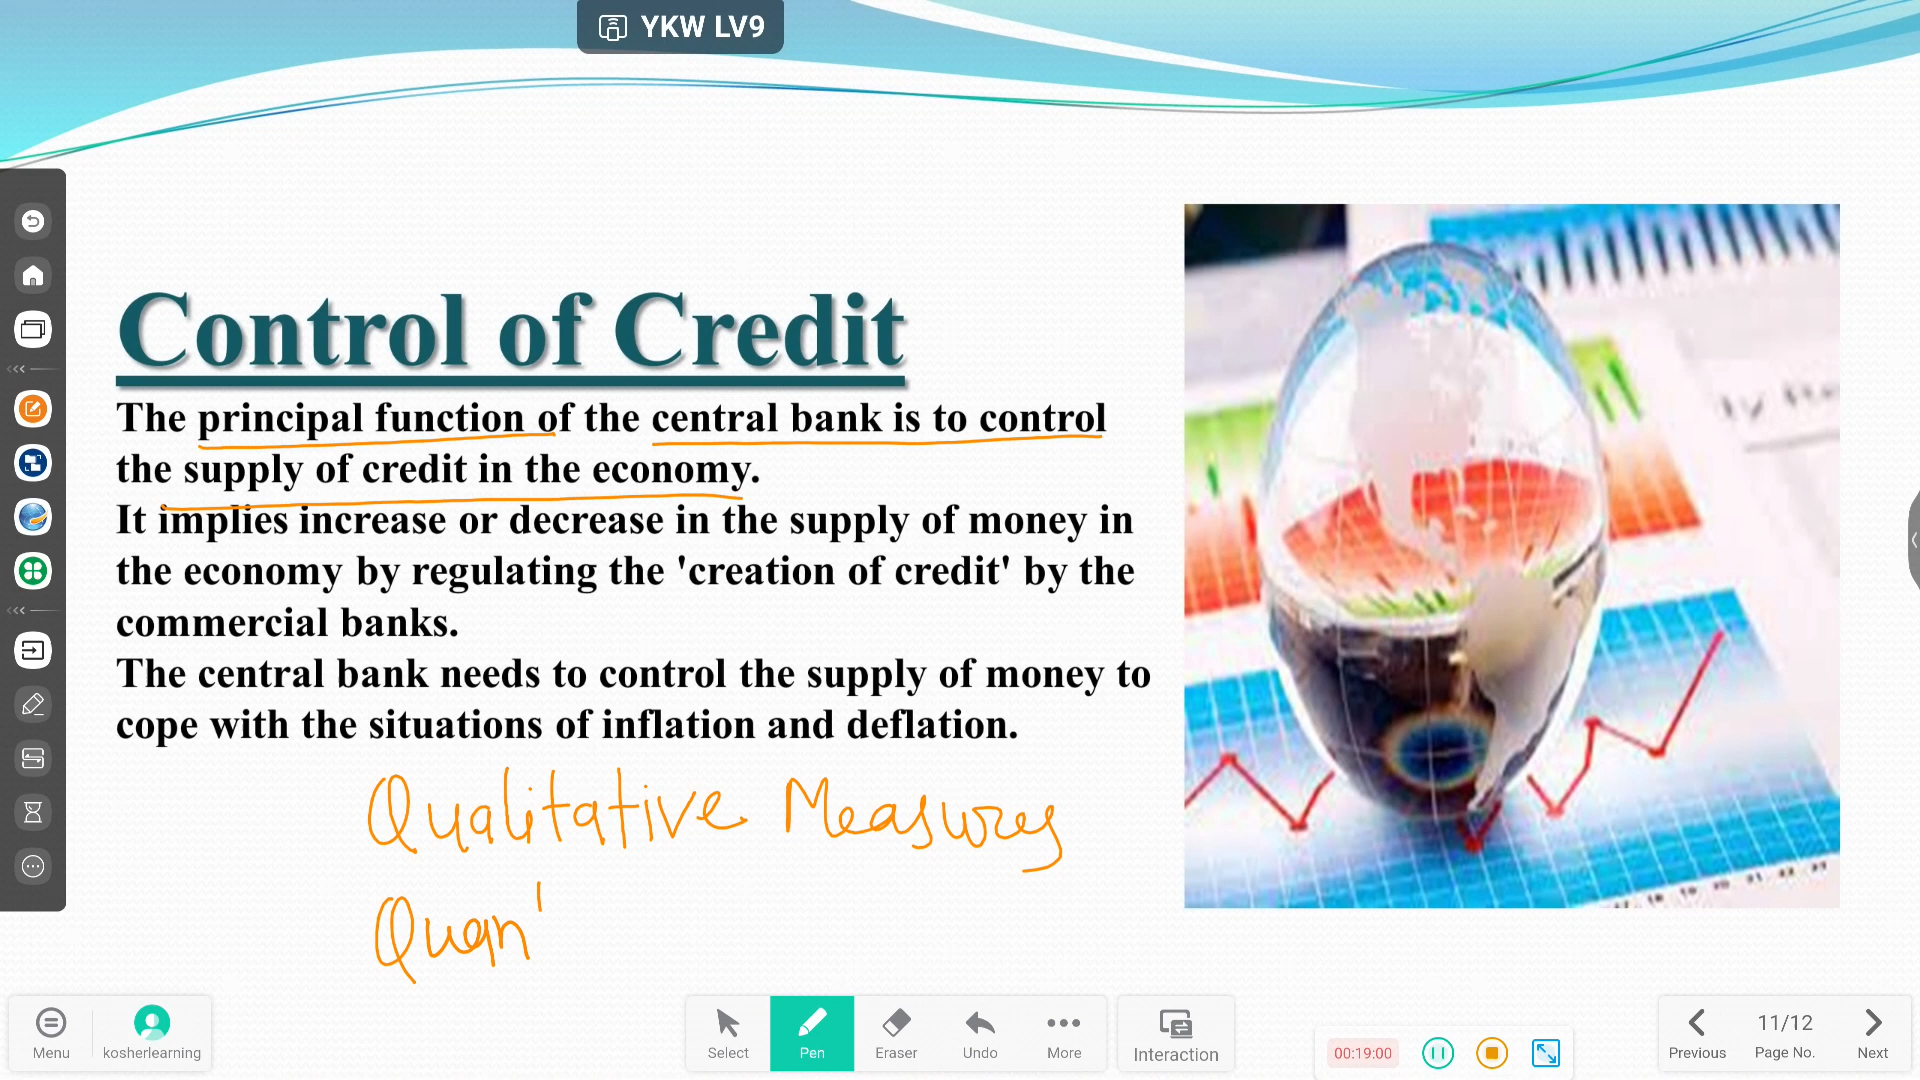 YKW LV9
Control of Credit
The principal function of the central bank is to control
the supply of credit in the economy.
It implies increase or decrease in the supply of money in
the economy by regulating the 'creation of credit' by the
commercial banks.
The central bank needs to control the supply of money to
cope with the situations of inflation and deflation.
Qualitative Measures
Quan
Menu
kosherlearning
Select
Pen
Eraser
Undo
More
Interaction
00:19:00
Previous
11/12
Page No.
Next